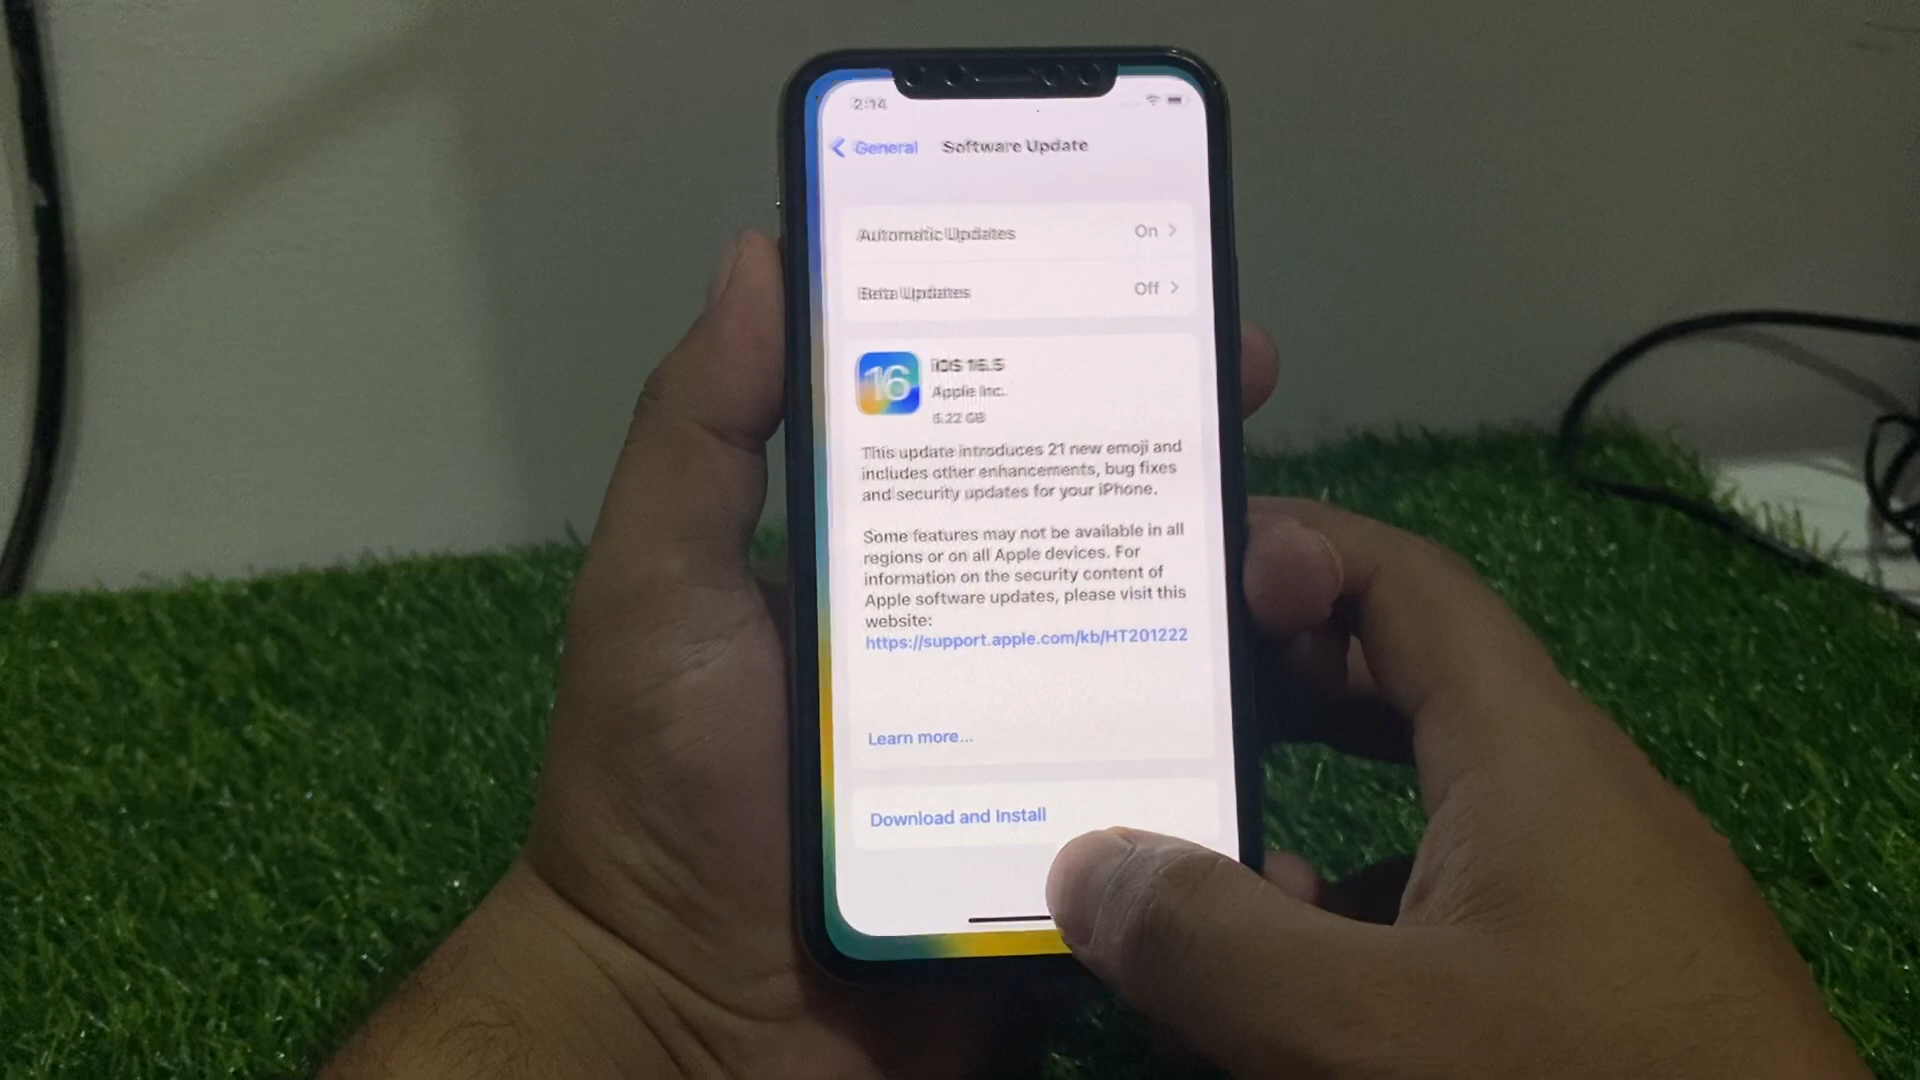 2:14
General
Software Update
Automatic Updates
On
Beta Updates
Off
16
iOS 16.5
Apple Inc.
5.22 GB
This update introduces 21 new emoji and
includes other enhancements, bug fixes
and security updates for your iPhone.
Some features may not be available in all
regions or on all Apple devices. For
information on the security content of
Apple software updates, please visit this
website:
https://support.apple.com/kb/HT201222
Learn more...
Download and Install